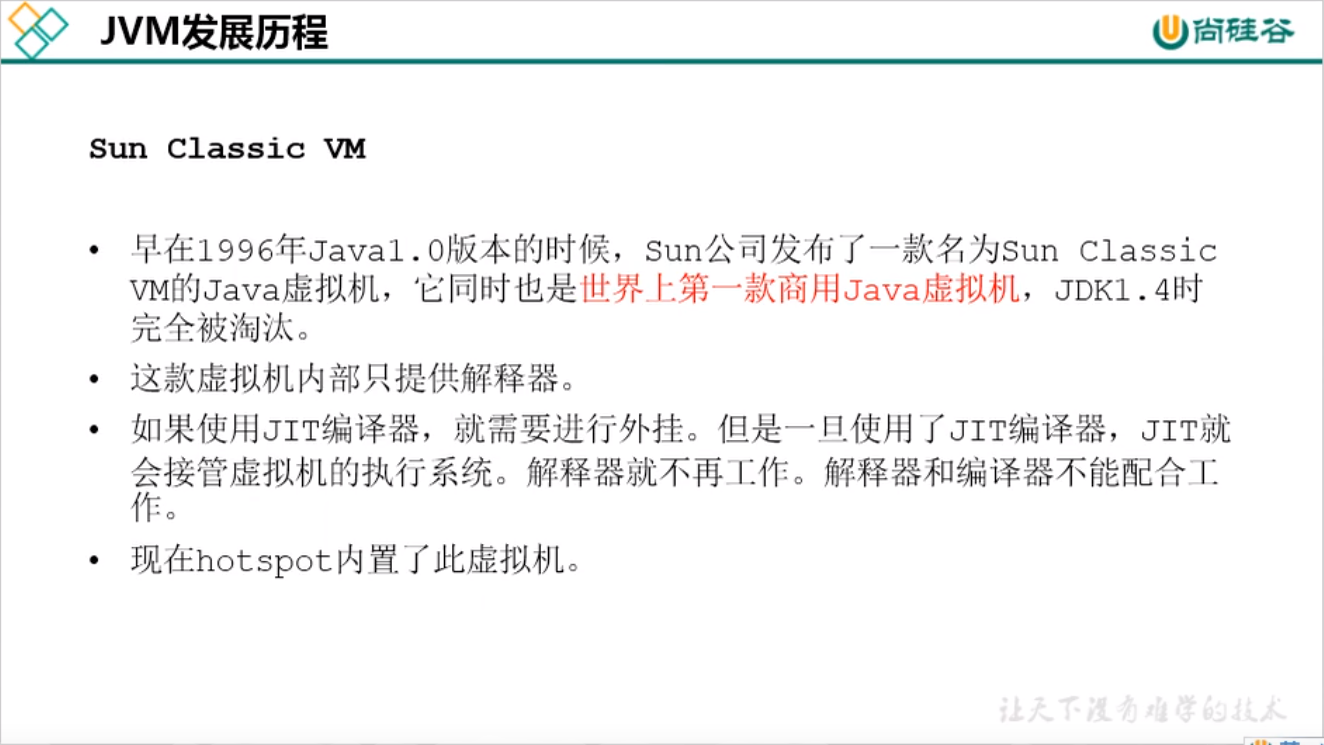 JVM发展历程
尚硅谷
Sun Classic VM
• 早在1996年Java1.0版本的时候，Sun公司发布了一款名为Sun Classic
VM的Java虚拟机，它同时也是世界上第一款商用Java虚拟机，JDK1.4时
完全被淘汰。
• 这款虚拟机内部只提供解释器。
• 如果使用JIT编译器，就需要进行外挂。但是一旦使用了JIT编译器，JIT就
会接管虚拟机的执行系统。解释器就不再工作。解释器和编译器不能配合工
作。
• 现在hotspot内置了此虚拟机。
让天下没有难学的技术